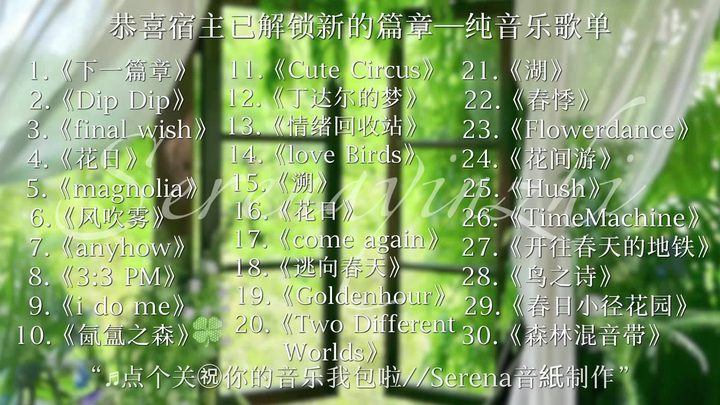 恭喜宿主已解锁新的篇章—纯音乐歌单
1.《下一篇章》
2.《Dip Dip》
3.《final wish》
4.《花日》
5.《magnolia》
6.《风吹雾》
7.《anyhow》
8.《3:3 PM》
9.《i do me》
10.《氤氲之森》🍀
11.《Cute Circus》
12.《丁达尔的梦》
13.《情绪回收站》
14.《love Birds》
15.《溯》
16.《花日》
17.《come again》
18.《逃向春天》
19.《Goldenhour》
20.《Two Different
Worlds》
21.《湖》
22.《春悸》
23.《Flowerdance》
24.《花间游》
25.《Hush》
26.《TimeMachine》
27.《开往春天的地铁》
28.《鸟之诗》
29.《春日小径花园》
30.《森林混音带》
“♬点个关㊗你的音乐我包啦//Serena音紙制作”